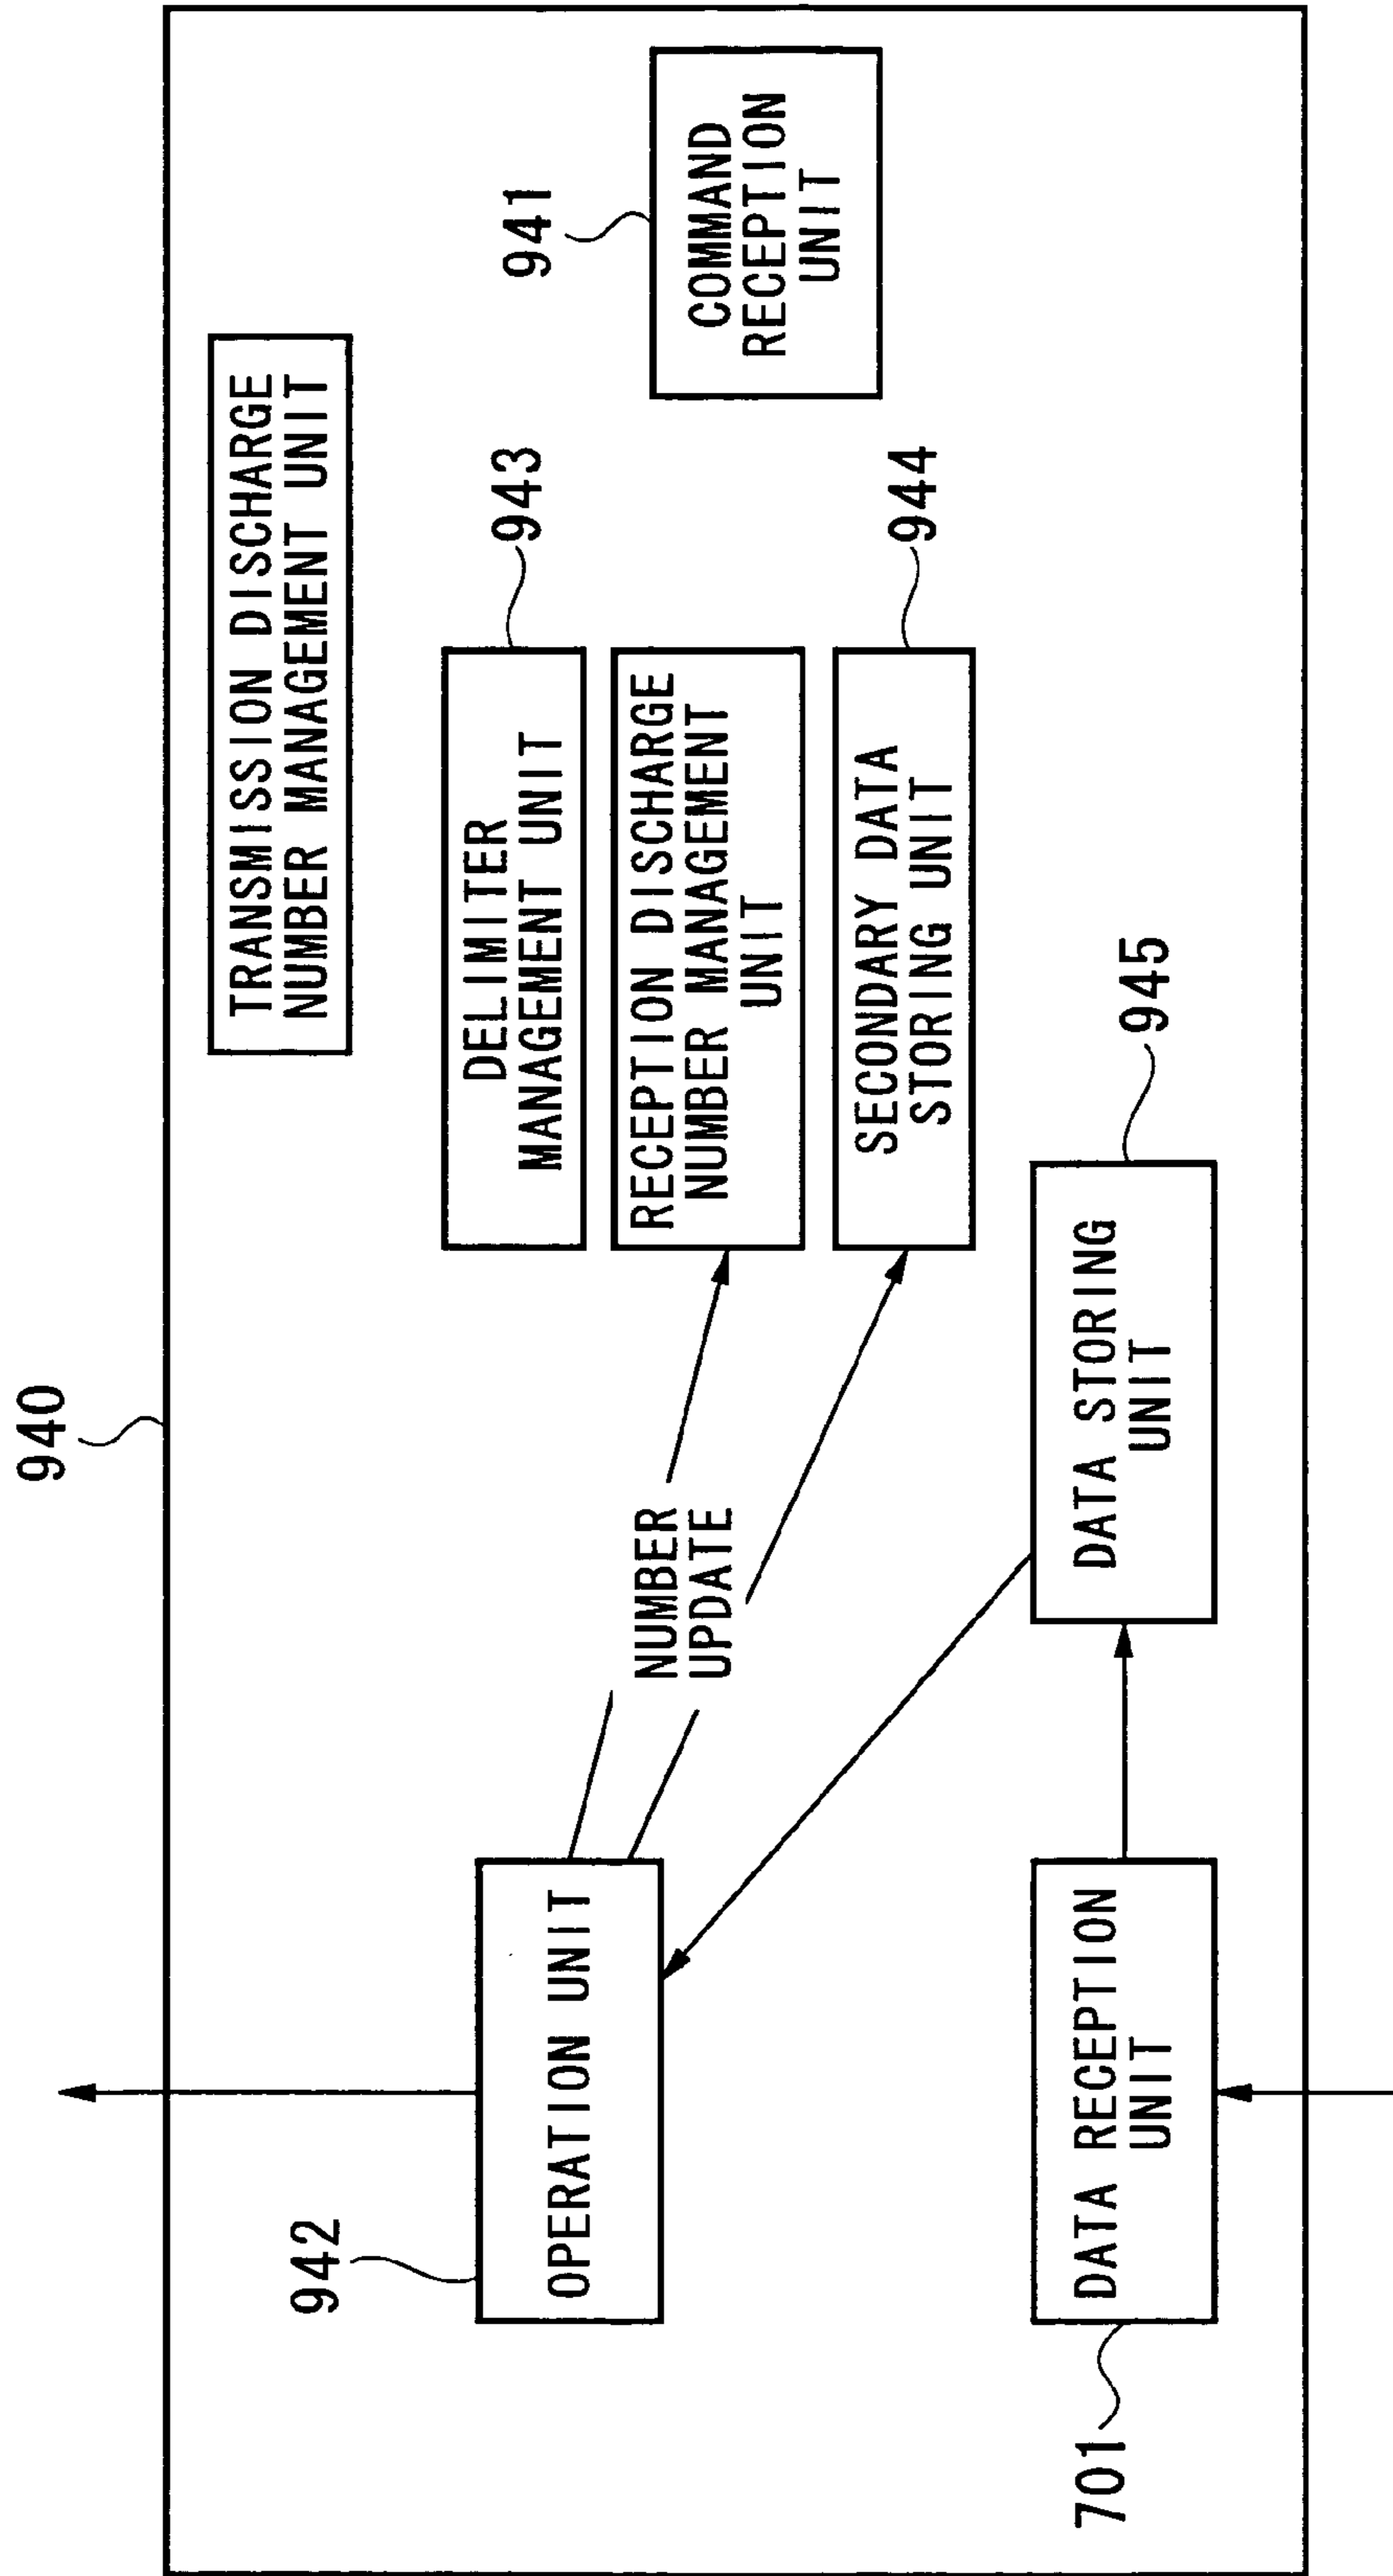 940
TRANSMISSION DISCHARGE
NUMBER MANAGEMENT UNIT
942
OPERATION UNIT
NUMBER
UPDATE
DELIMITER
MANAGEMENT UNIT
943
941
RECEPTION DISCHARGE
NUMBER MANAGEMENT
UNIT
COMMAND
RECEPTION
UNIT
SECONDARY DATA
STORING UNIT
944
701
DATA RECEPTION
UNIT
DATA STORING
UNIT
945